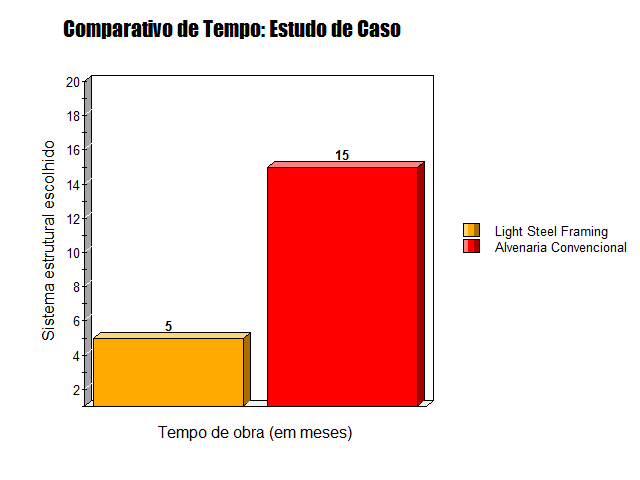 Comparativo de Tempo: Estudo de Caso
20
18
16
14
12
10
8
6
4
2
Sistema estrutural escolhido
5
15
Light Steel Framing
Alvenaria Convencional
Tempo de obra (em meses)